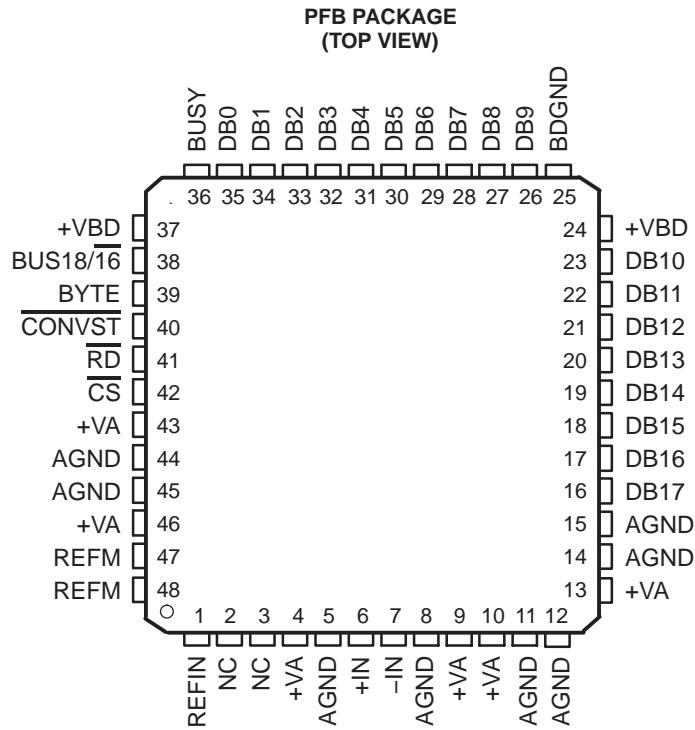 PFB PACKAGE
(TOP VIEW)
BUSY DB0 DB1 DB2 DB3 DB4 DB5 DB6 DB7 DB8 DB9 BDGND
36 35 34 33 32 31 30 29 28 27 26 25
+VBD 37 24 +VBD
BUS18/1̅6̅ 38 23 DB10
BYTE 39 22 DB11
C̅O̅N̅V̅S̅T̅ 40 21 DB12
R̅D̅ 41 20 DB13
C̅S̅ 42 19 DB14
+VA 43 18 DB15
AGND 44 17 DB16
AGND 45 16 DB17
+VA 46 15 AGND
REFM 47 14 AGND
REFM 48 13 +VA
1 2 3 4 5 6 7 8 9 10 11 12
REFIN NC NC +VA AGND +IN –IN AGND +VA +VA AGND AGND